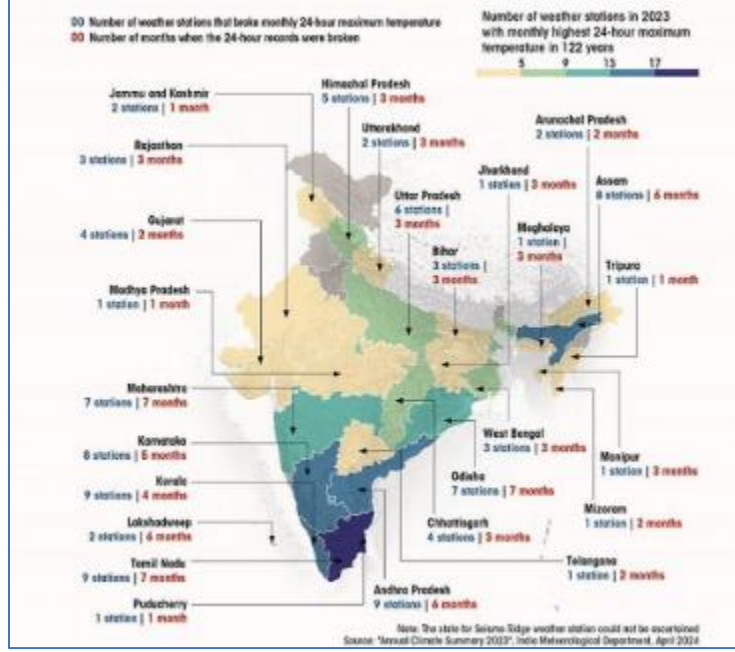 00 Number of weather stations that broke monthly 24-hour maximum temperature
00 Number of months when the 24-hour records were broken
Number of weather stations in 2023
with monthly highest 24-hour maximum
temperature in 122 years
5 9 13 17
Jammu and Kashmir
2 stations | 1 month
Himachal Pradesh
5 stations | 3 months
Uttarakhand
2 stations | 3 months
Arunachal Pradesh
2 stations | 2 months
Rajasthan
3 stations | 3 months
Jharkhand
1 station | 3 months
Assam
8 stations | 6 months
Uttar Pradesh
6 stations |
3 months
Gujarat
4 stations | 2 months
Meghalaya
1 station |
3 months
Bihar
3 stations |
3 months
Tripura
1 station | 1 month
Madhya Pradesh
1 station | 1 month
Maharashtra
7 stations | 7 months
West Bengal
3 stations | 3 months
Karnataka
8 stations | 5 months
Manipur
1 station | 3 months
Kerala
9 stations | 4 months
Odisha
7 stations | 7 months
Mizoram
1 station | 2 months
Lakshadweep
2 stations | 6 months
Chhattisgarh
4 stations | 3 months
Tamil Nadu
9 stations | 7 months
Telangana
1 station | 2 months
Andhra Pradesh
9 stations | 6 months
Puducherry
1 station | 1 month
Note: The state for Seismo Ridge weather station could not be ascertained
Source: "Annual Climate Summary 2023", India Meteorological Department, April 2024